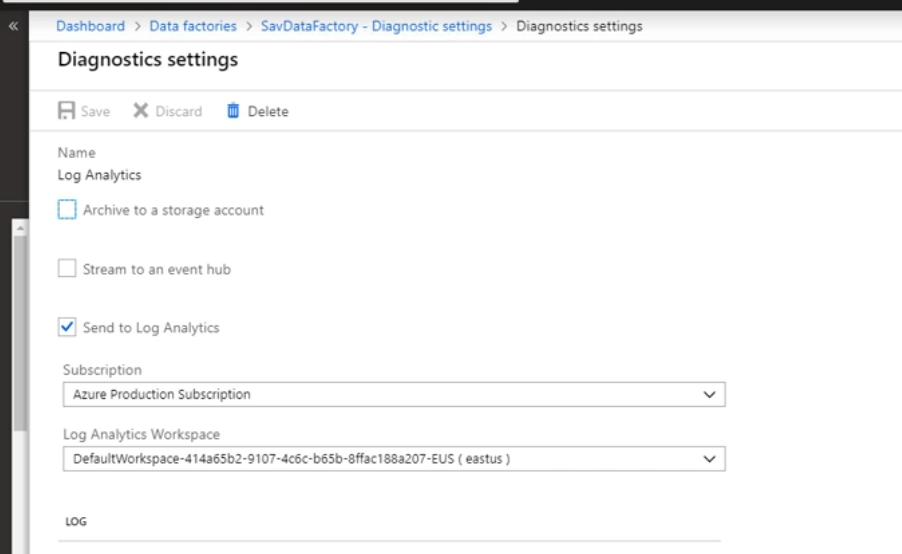 Dashboard > Data factories > SavDataFactory - Diagnostic settings > Diagnostics settings
Diagnostics settings
Save Discard Delete
Name
Log Analytics
Archive to a storage account
Stream to an event hub
Send to Log Analytics
Subscription
Azure Production Subscription
Log Analytics Workspace
DefaultWorkspace-414a65b2-9107-4c6c-b65b-8ffac188a207-EUS ( eastus )
LOG